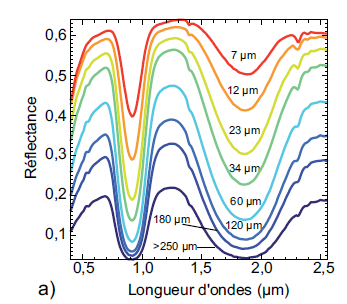 0,6
0,5
0,4
0,3
0,2
0,1
Réflectance
7 µm
12 µm
23 µm
34 µm
60 µm
180 µm
120 µm
>250 µm
0,5
1,0
1,5
2,0
2,5
a)
Longueur d'ondes (µm)